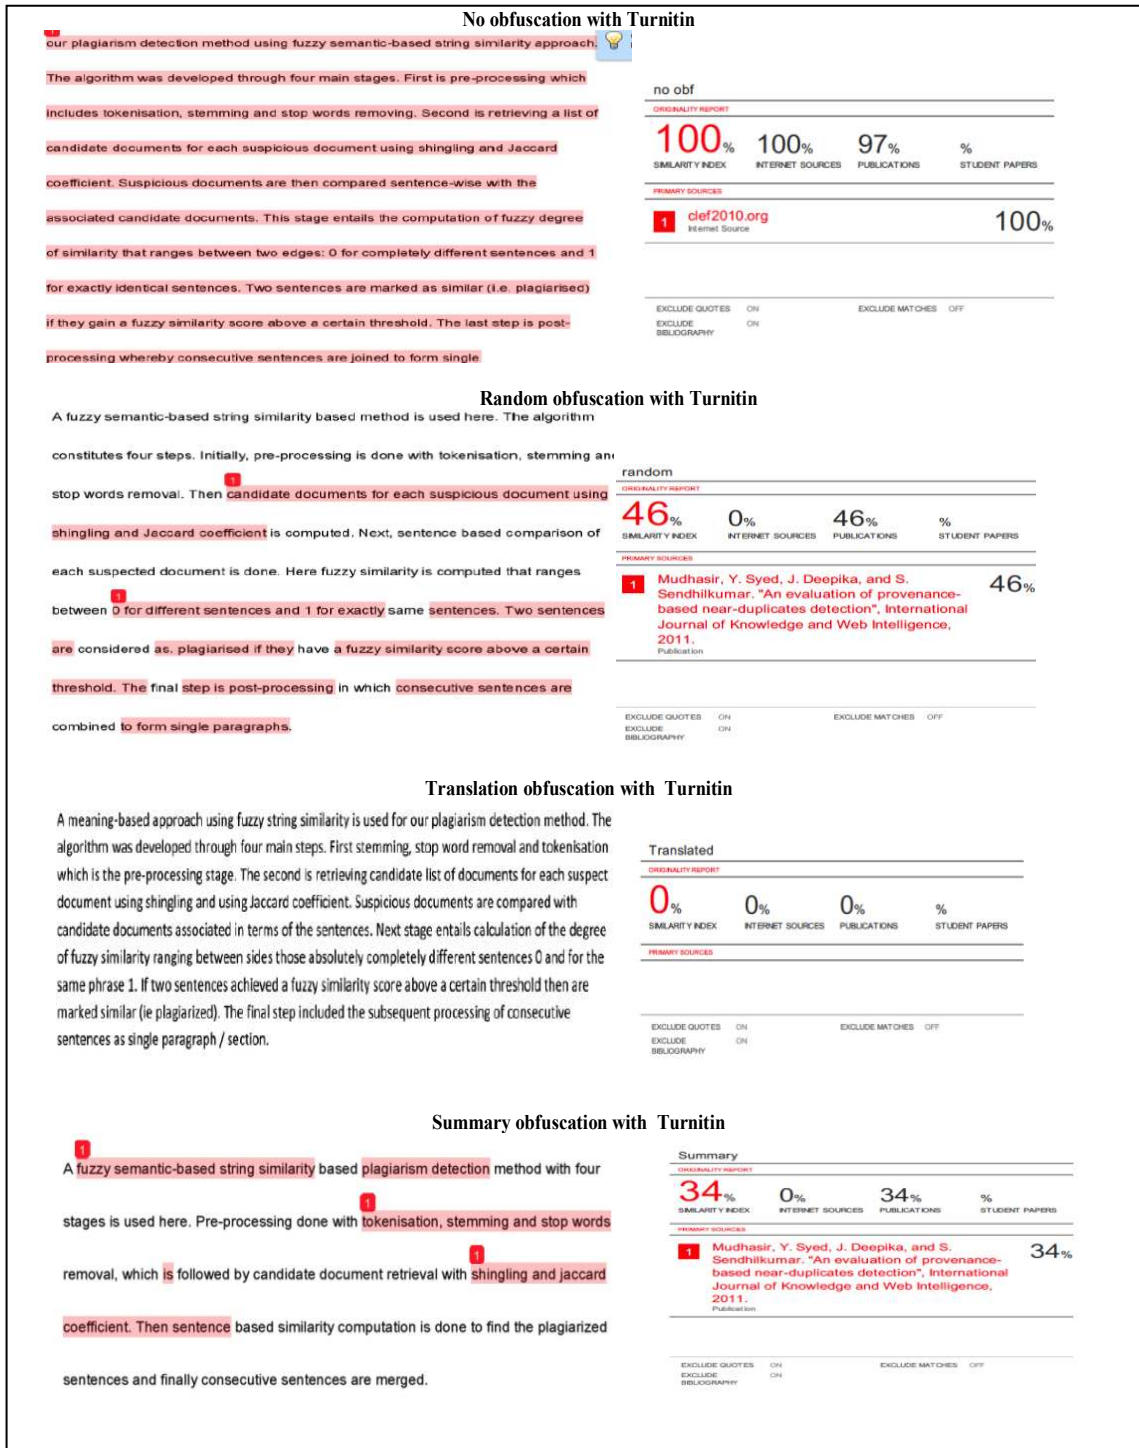 No obfuscation with Turnitin
1
our plagiarism detection method using fuzzy semantic-based string similarity approach.
The algorithm was developed through four main stages. First is pre-processing which
includes tokenisation, stemming and stop words removing. Second is retrieving a list of
candidate documents for each suspicious document using shingling and Jaccard
coefficient. Suspicious documents are then compared sentence-wise with the
associated candidate documents. This stage entails the computation of fuzzy degree
of similarity that ranges between two edges: 0 for completely different sentences and 1
for exactly identical sentences. Two sentences are marked as similar (i.e. plagiarised)
if they gain a fuzzy similarity score above a certain threshold. The last step is post-
processing whereby consecutive sentences are joined to form single
no obf
ORIGINALITY REPORT
100% 100% 97% %
SIMILARITY INDEX INTERNET SOURCES PUBLICATIONS STUDENT PAPERS
PRIMARY SOURCES
1 clef2010.org 100%
Internet Source
EXCLUDE QUOTES ON EXCLUDE MATCHES OFF
EXCLUDE ON
BIBLIOGRAPHY
Random obfuscation with Turnitin
A fuzzy semantic-based string similarity based method is used here. The algorithm
constitutes four steps. Initially, pre-processing is done with tokenisation, stemming and
1
stop words removal. Then candidate documents for each suspicious document using
shingling and Jaccard coefficient is computed. Next, sentence based comparison of
each suspected document is done. Here fuzzy similarity is computed that ranges
1
between 0 for different sentences and 1 for exactly same sentences. Two sentences
are considered as. plagiarised if they have a fuzzy similarity score above a certain
threshold. The final step is post-processing in which consecutive sentences are
combined to form single paragraphs.
random
ORIGINALITY REPORT
46% 0% 46% %
SIMILARITY INDEX INTERNET SOURCES PUBLICATIONS STUDENT PAPERS
PRIMARY SOURCES
1 Mudhasir, Y. Syed, J. Deepika, and S. 46%
Sendhilkumar. "An evaluation of provenance-
based near-duplicates detection", International
Journal of Knowledge and Web Intelligence,
2011.
Publication
EXCLUDE QUOTES ON EXCLUDE MATCHES OFF
EXCLUDE ON
BIBLIOGRAPHY
Translation obfuscation with Turnitin
A meaning-based approach using fuzzy string similarity is used for our plagiarism detection method. The
algorithm was developed through four main steps. First stemming, stop word removal and tokenisation
which is the pre-processing stage. The second is retrieving candidate list of documents for each suspect
document using shingling and using Jaccard coefficient. Suspicious documents are compared with
candidate documents associated in terms of the sentences. Next stage entails calculation of the degree
of fuzzy similarity ranging between sides those absolutely completely different sentences 0 and for the
same phrase 1. If two sentences achieved a fuzzy similarity score above a certain threshold then are
marked similar (ie plagiarized). The final step included the subsequent processing of consecutive
sentences as single paragraph / section.
Translated
ORIGINALITY REPORT
0% 0% 0% %
SIMILARITY INDEX INTERNET SOURCES PUBLICATIONS STUDENT PAPERS
PRIMARY SOURCES
EXCLUDE QUOTES ON EXCLUDE MATCHES OFF
EXCLUDE ON
BIBLIOGRAPHY
Summary obfuscation with Turnitin
1
A fuzzy semantic-based string similarity based plagiarism detection method with four
1
stages is used here. Pre-processing done with tokenisation, stemming and stop words
1
removal, which is followed by candidate document retrieval with shingling and jaccard
coefficient. Then sentence based similarity computation is done to find the plagiarized
sentences and finally consecutive sentences are merged.
Summary
ORIGINALITY REPORT
34% 0% 34% %
SIMILARITY INDEX INTERNET SOURCES PUBLICATIONS STUDENT PAPERS
PRIMARY SOURCES
1 Mudhasir, Y. Syed, J. Deepika, and S. 34%
Sendhilkumar. "An evaluation of provenance-
based near-duplicates detection", International
Journal of Knowledge and Web Intelligence,
2011.
Publication
EXCLUDE QUOTES ON EXCLUDE MATCHES OFF
EXCLUDE ON
BIBLIOGRAPHY